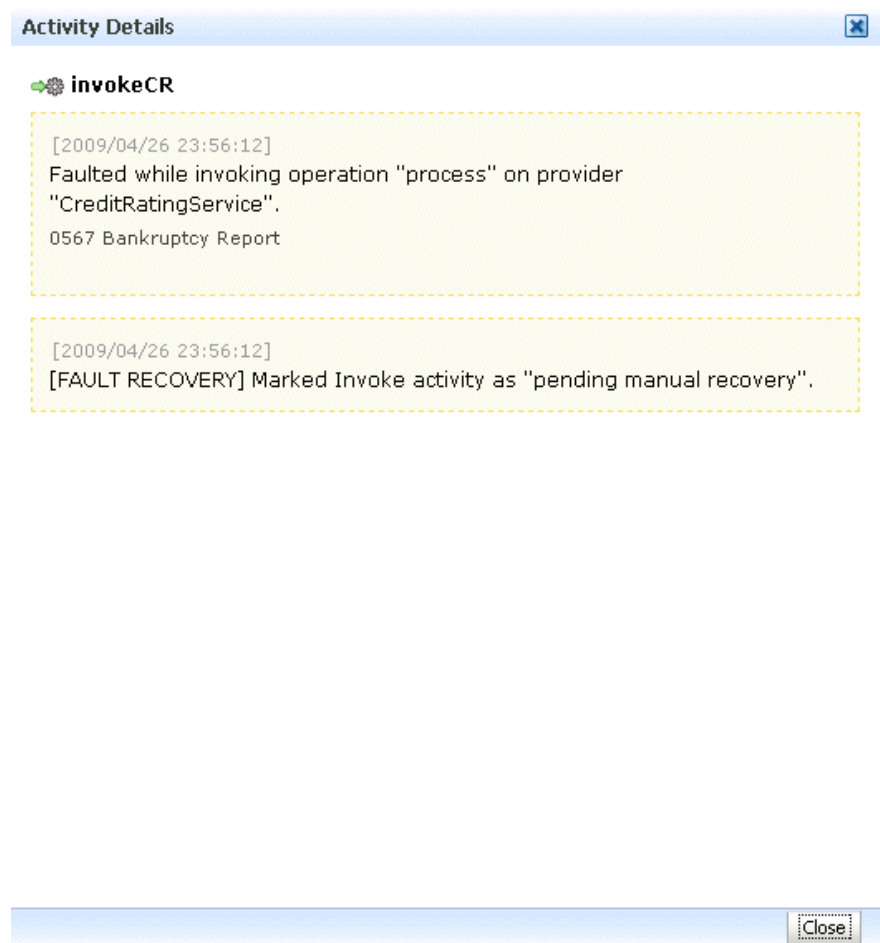 Activity Details
invokeCR
[2009/04/26 23:56:12]
Faulted while invoking operation "process" on provider
"CreditRatingService".
0567 Bankruptcy Report
[2009/04/26 23:56:12]
[FAULT RECOVERY] Marked Invoke activity as "pending manual recovery".
Close